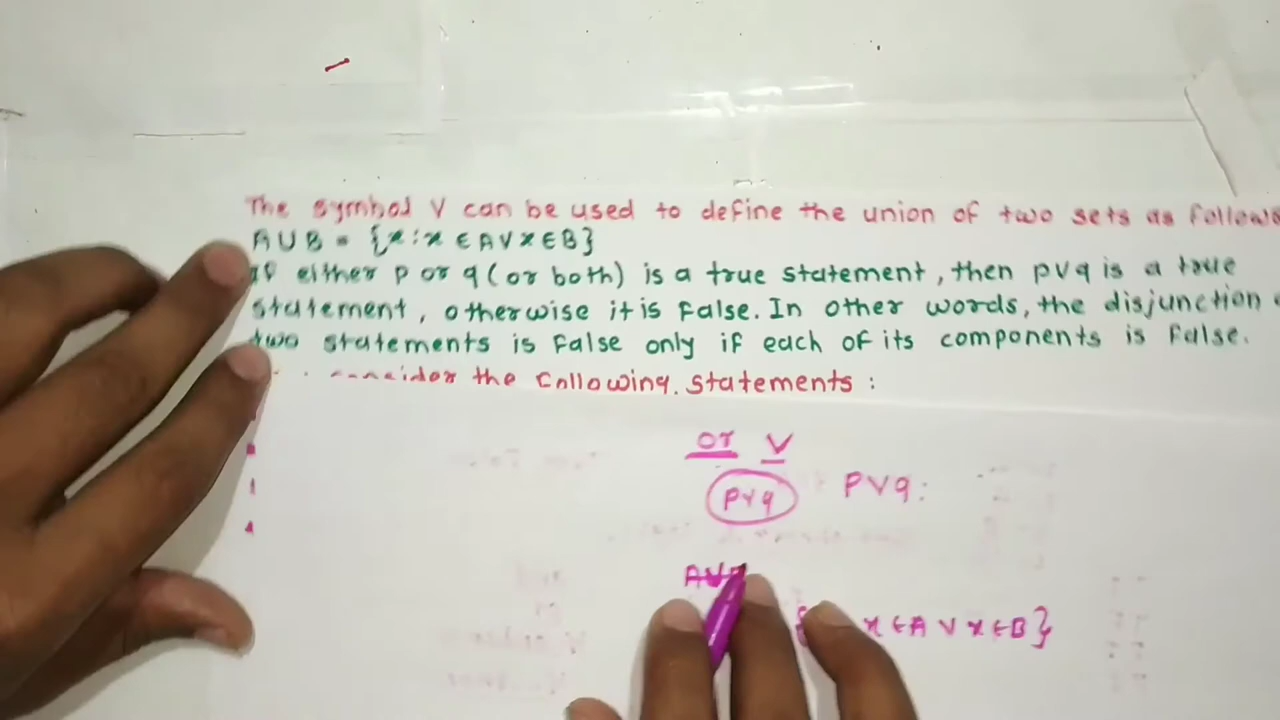 The symbol V can be used to define the union of two sets as follow
A U B = {x : x ∈ A V x ∈ B}
If either p or q (or both) is a true statement, then p v q is a true
statement, otherwise it is False. In other words, the disjunction
two statements is False only if each of its components is False.
consider the following statements :
or V
p v q P V q :
{ x ∈ A V x ∈ B}